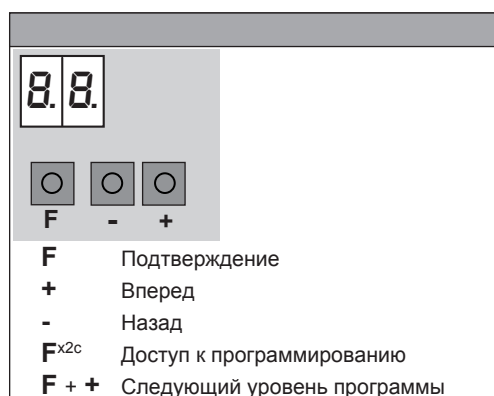 8.8.
F - +
F Подтверждение
+ Вперед
- Назад
Fx2c Доступ к программированию
F + + Следующий уровень программы